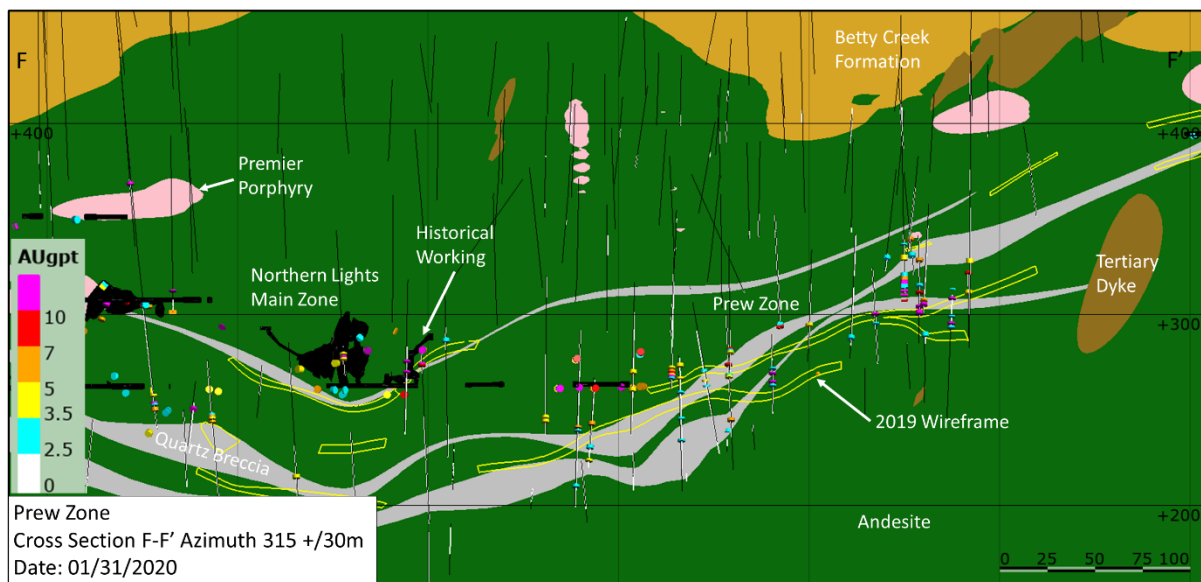 F
Betty Creek
Formation
F'
+400
+400
Premier
Porphyry
Historical
Working
AUgpt
10
7
5
3.5
2.5
0
Northern Lights
Main Zone
Prew Zone
Tertiary
Dyke
+300
2019 Wireframe
Quartz Breccia
Andesite
+200
Prew Zone
Cross Section F-F' Azimuth 315 +/30m
Date: 01/31/2020
0 25 50 75 100